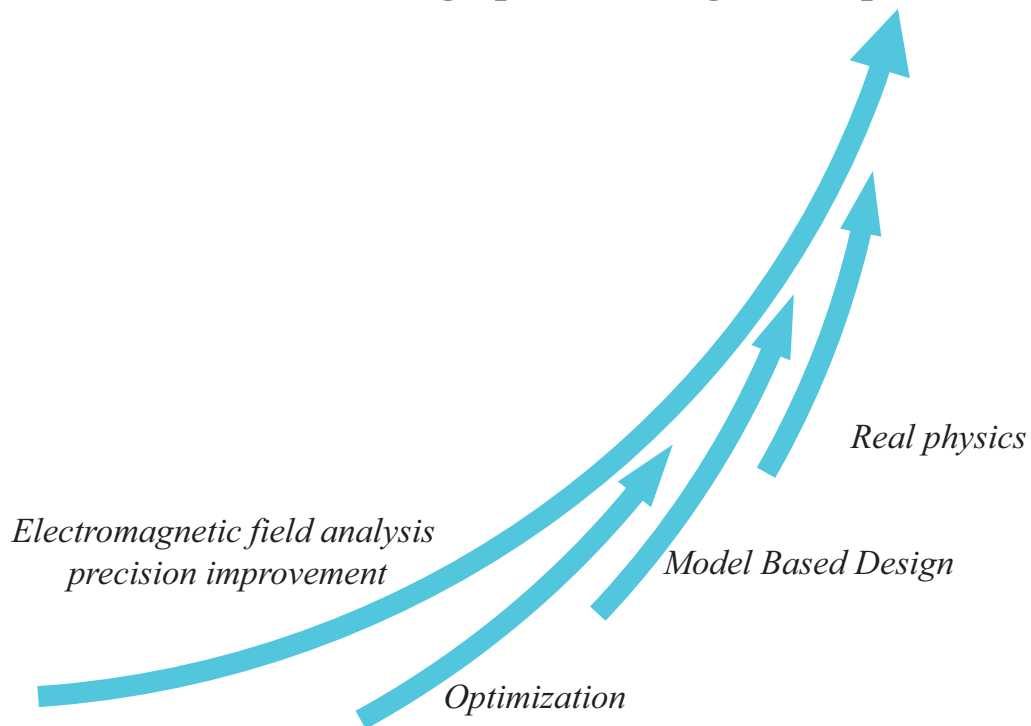 Electromagnetic field analysis
precision improvement
Real physics
Model Based Design
Optimization